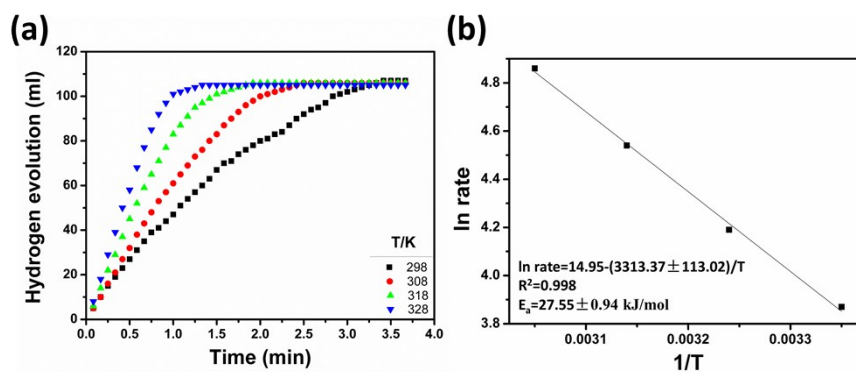 (a)
Hydrogen evolution (ml)
120
100
80
60
40
20
0
0.0 0.5 1.0 1.5 2.0 2.5 3.0 3.5 4.0
Time (min)
T/K
298
308
318
328
(b)
ln rate
4.8
4.6
4.4
4.2
4.0
3.8
0.0031 0.0032 0.0033
1/T
ln rate=14.95-(3313.37±113.02)/T
R²=0.998
Eₐ=27.55±0.94 kJ/mol